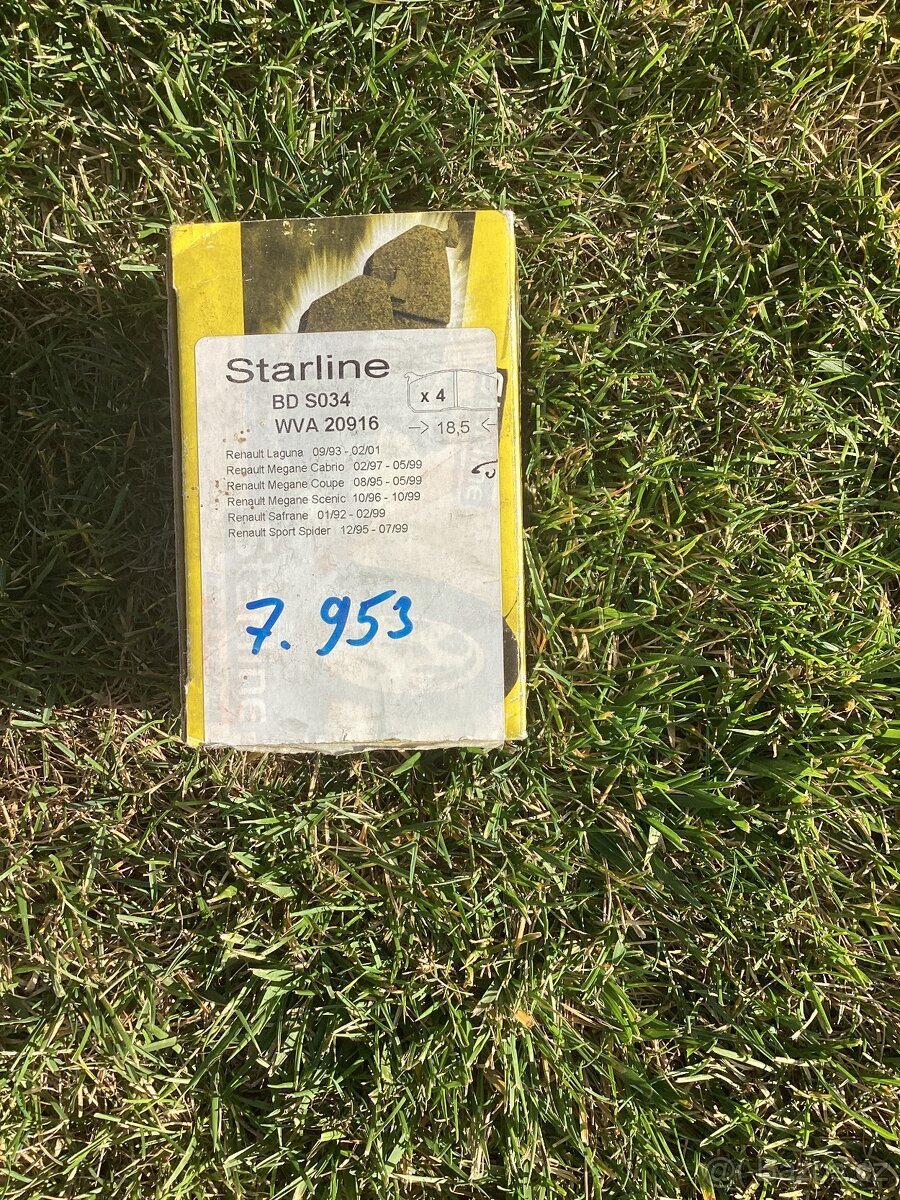 Starline
BD S034
x 4
WVA 20916
18,5
Renault Laguna 09/93 - 02/01
Renault Megane Cabrio 02/97 - 05/99
Renault Megane Coupe 08/95 - 05/99
Renault Megane Scenic 10/96 - 10/99
Renault Safrane 01/92 - 02/99
Renault Sport Spider 12/95 - 07/99
7. 953